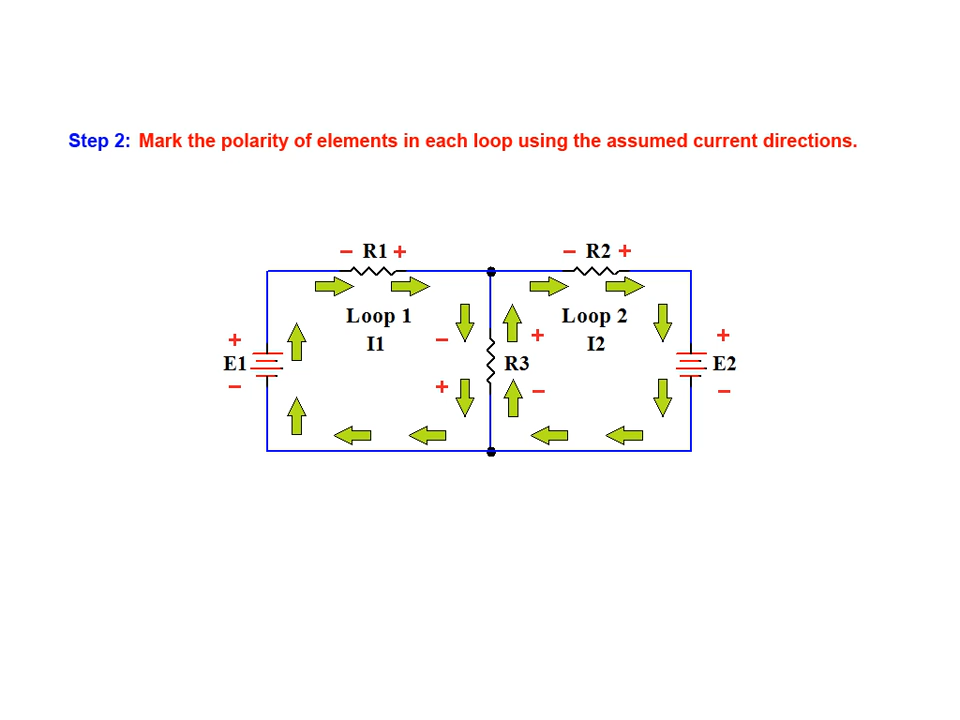 Step 2: Mark the polarity of elements in each loop using the assumed current directions.
− R1 + − R2 +
Loop 1 Loop 2
I1 I2
+ − + +
E1 R3 E2
− + − −